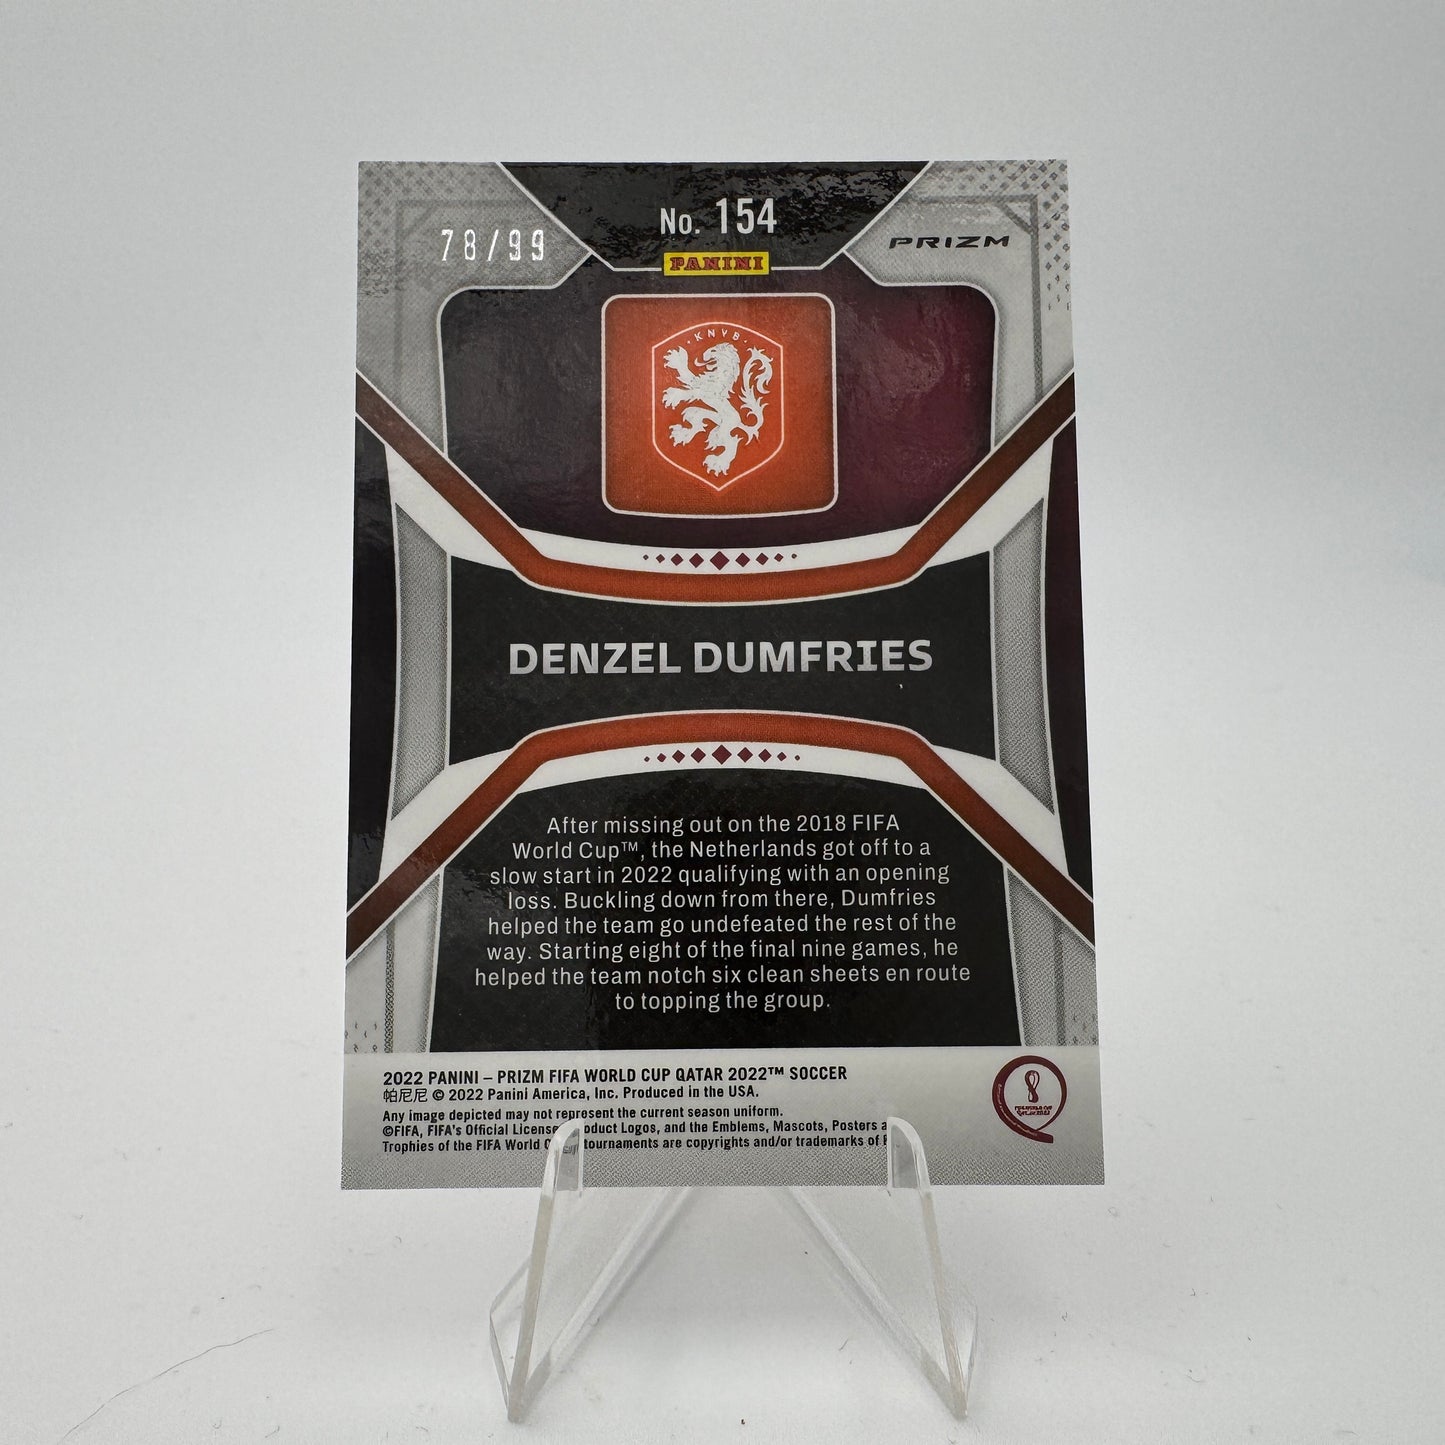 No. 154
78/99
PRIZM
PANINI
KNVB
DENZEL DUMFRIES
After missing out on the 2018 FIFA
World Cup™, the Netherlands got off to a
slow start in 2022 qualifying with an opening
loss. Buckling down from there, Dumfries
helped the team go undefeated the rest of the
way. Starting eight of the final nine games, he
helped the team notch six clean sheets en route
to topping the group.
2022 PANINI – PRIZM FIFA WORLD CUP QATAR 2022™ SOCCER
帕尼尼 © 2022 Panini America, Inc. Produced in the USA.
Any image depicted may not represent the current season uniform.
©FIFA, FIFA's Official Logos, and the Emblems, Mascots, Posters
Trophies of the FIFA World tournaments are copyrights and/or trademarks of
FIFA WORLD CUP
Qatar2022